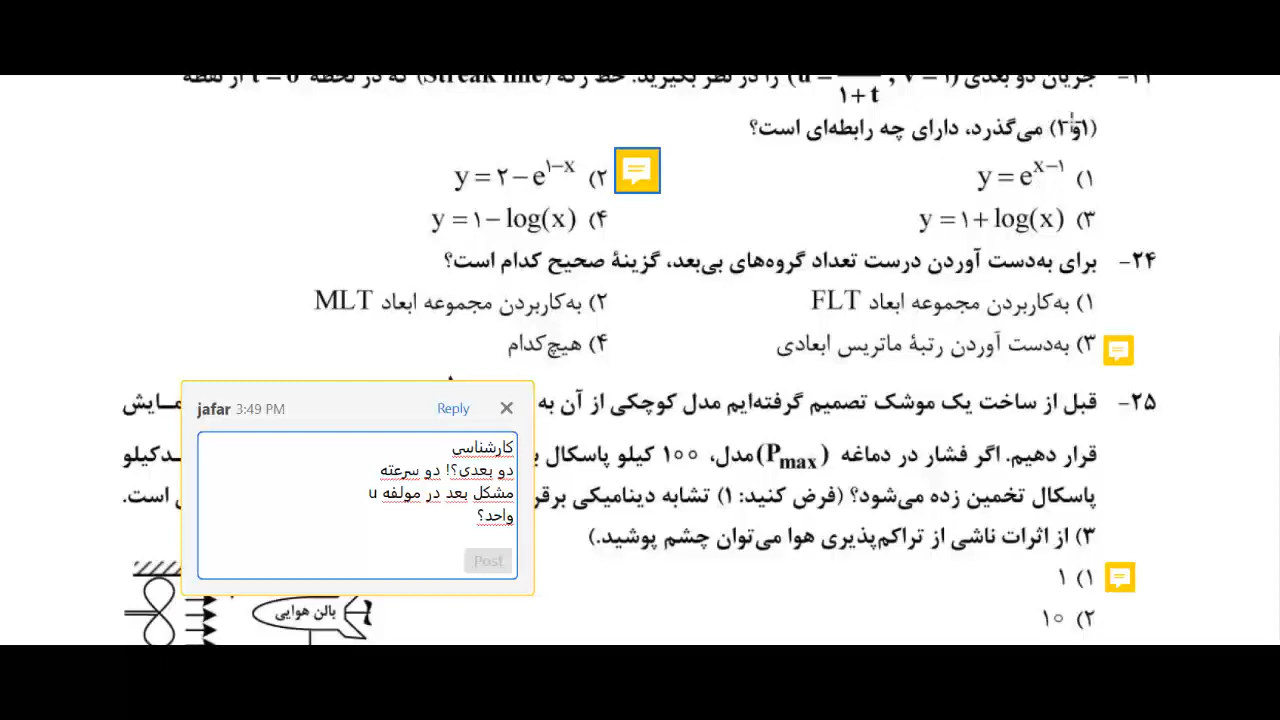 ۲۳- جریان دو بعدی (u = / ۱+t , v = ۱) را در نظر بگیرید. خط رگه (Streak line) که در لحظه t = ۰ از نقطه
(۱و۲) می‌گذرد، دارای چه رابطه‌ای است؟
۱) y = e^(x−۱)
۲) y = ۲ − e^(۱−x)
۳) y = ۱ + log(x)
۴) y = ۱ − log(x)
۲۴- برای به‌دست آوردن درست تعداد گروه‌های بی‌بعد، گزینهٔ صحیح کدام است؟
۱) به‌کاربردن مجموعه ابعاد FLT
۲) به‌کاربردن مجموعه ابعاد MLT
۳) به‌دست آوردن رتبهٔ ماتریس ابعادی
۴) هیچ‌کدام
۲۵- قبل از ساخت یک موشک تصمیم گرفته‌ایم مدل کوچکی از آن به
قرار دهیم. اگر فشار در دماغه (Pmax) مدل، ۱۰۰ کیلو پاسکال
پاسکال تخمین زده می‌شود؟ (فرض کنید: ۱) تشابه دینامیکی است.
۳) از اثرات ناشی از تراکم‌پذیری هوا می‌توان چشم پوشید.)
۱) ۱
۲) ۱۰
بالن هوایی
jafar 3:49 PM Reply
کارشناسی
دو بعدی؟! دو سرعته
مشکل بعد در مولفه u
واحد؟
Post